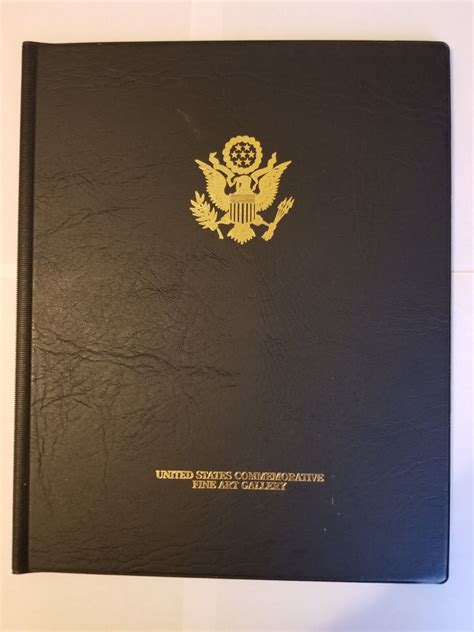 UNITED STATES COMMEMORATIVE
FINE ART GALLERY